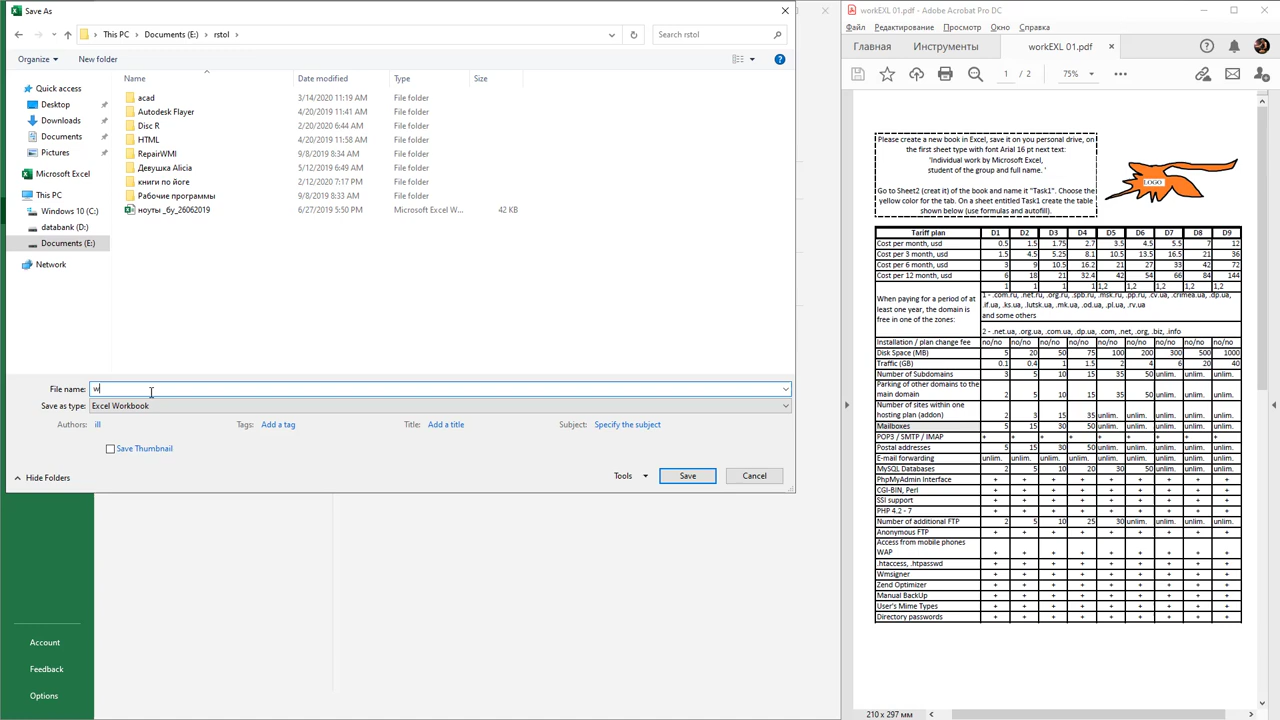 Save As
This PC > Documents (E:) > rstol >
Search rstol
Organize
New folder
Quick access
Desktop
Downloads
Documents
Pictures
Microsoft Excel
This PC
Windows 10 (C:)
databank (D:)
Documents (E:)
Network
Name Date modified Type Size
acad 3/14/2020 11:19 AM File folder
Autodesk Flayer 4/20/2019 11:41 AM File folder
Disc R 2/20/2020 6:44 AM File folder
HTML 4/20/2019 11:58 AM File folder
RepairWMI 9/8/2019 8:34 AM File folder
Девушка Alicia 5/12/2019 6:49 AM File folder
книги по йоге 2/12/2020 7:17 PM File folder
Рабочие программы 9/8/2019 8:33 AM File folder
ноуты _бу_26062019 6/27/2019 5:50 PM Microsoft Excel W... 42 KB
File name: w
Save as type: Excel Workbook
Authors: ill
Tags: Add a tag
Title: Add a title
Subject: Specify the subject
Save Thumbnail
Hide Folders
Tools
Save
Cancel
Account
Feedback
Options
workEXL 01.pdf - Adobe Acrobat Pro DC
Файл Редактирование Просмотр Окно Справка
Главная Инструменты workEXL 01.pdf
1 / 2
75%
Please create a new book in Excel, save it on you personal drive, on
the first sheet type with font Arial 16 pt next text:
'Individual work by Microsoft Excel,
student of the group and full name. '
Go to Sheet2 (creat it) of the book and name it "Task1". Choose the
yellow color for the tab. On a sheet entitled Task1 create the table
shown below (use formulas and autofill).
LOGO
Tariff plan D1 D2 D3 D4 D5 D6 D7 D8 D9
Cost per month, usd 0.5 1.5 1.75 2.7 3.5 4.5 5.5 7 12
Cost per 3 month, usd 1.5 4.5 5.25 8.1 10.5 13.5 16.5 21 36
Cost per 6 month, usd 3 9 10.5 16.2 21 27 33 42 72
Cost per 12 month, usd 6 18 21 32.4 42 54 66 84 144
When paying for a period of at
least one year, the domain is
free in one of the zones:
1 1 1 1 1,2 1,2 1,2 1,2 1,2
1 - .com.ru, .net.ru, .org.ru, .spb.ru, .msk.ru, .pp.ru, .cv.ua, .crimea.ua, .dp.ua,
.if.ua, .ks.ua, .lutsk.ua, .mk.ua, .od.ua, .pl.ua, .rv.ua
and some others
2 - .net.ua, .org.ua, .com.ua, .dp.ua, .com, .net, .org, .biz, .info
Installation / plan change fee no/no no/no no/no no/no no/no no/no no/no no/no no/no
Disk Space (MB) 5 20 50 75 100 200 300 500 1000
Traffic (GB) 0.1 0.4 1 1.5 2 4 6 20 40
Number of Subdomains 3 5 10 15 35 50 unlim. unlim. unlim.
Parking of other domains to the
main domain 2 5 10 15 35 50 unlim. unlim. unlim.
Number of sites within one
hosting plan (addon) 2 3 15 35 unlim. unlim. unlim. unlim. unlim.
Mailboxes 5 15 30 50 unlim. unlim. unlim. unlim. unlim.
POP3 / SMTP / IMAP + + + + + + + + +
Postal addresses 5 15 30 50 unlim. unlim. unlim. unlim. unlim.
E-mail forwarding unlim. unlim. unlim. unlim. unlim. unlim. unlim. unlim. unlim.
MySQL Databases 2 5 10 20 30 50 unlim. unlim. unlim.
PhpMyAdmin Interface + + + + + + + + +
CGI-BIN, Perl + + + + + + + + +
SSI support + + + + + + + + +
PHP 4.2 - 7 + + + + + + + + +
Number of additional FTP 2 5 10 25 30 unlim. unlim. unlim. unlim.
Anonymous FTP + + + + + + + + +
Access from mobile phones
WAP + + + + + + + + +
.htaccess, .htpasswd + + + + + + + + +
Wmsigner + + + + + + + + +
Zend Optimizer + + + + + + + + +
Manual BackUp + + + + + + + + +
User's Mime Types + + + + + + + + +
Directory passwords + + + + + + + + +
210 x 297 мм